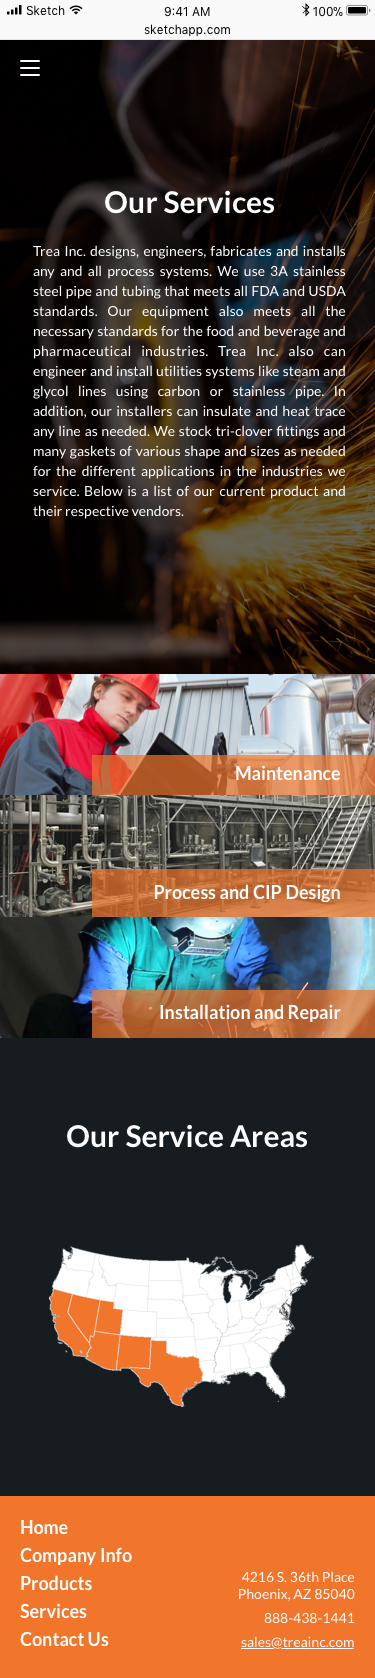 Sketch 9:41 AM 100%
sketchapp.com
Our Services
Trea Inc. designs, engineers, fabricates and installs
any and all process systems. We use 3A stainless
steel pipe and tubing that meets all FDA and USDA
standards. Our equipment also meets all the
necessary standards for the food and beverage and
pharmaceutical industries. Trea Inc. also can
engineer and install utilities systems like steam and
glycol lines using carbon or stainless pipe. In
addition, our installers can insulate and heat trace
any line as needed. We stock tri-clover fittings and
many gaskets of various shape and sizes as needed
for the different applications in the industries we
service. Below is a list of our current product and
their respective vendors.
Maintenance
Process and CIP Design
Installation and Repair
Our Service Areas
Home
Company Info
Products
Services
Contact Us
4216 S. 36th Place
Phoenix, AZ 85040
888-438-1441
sales@treainc.com